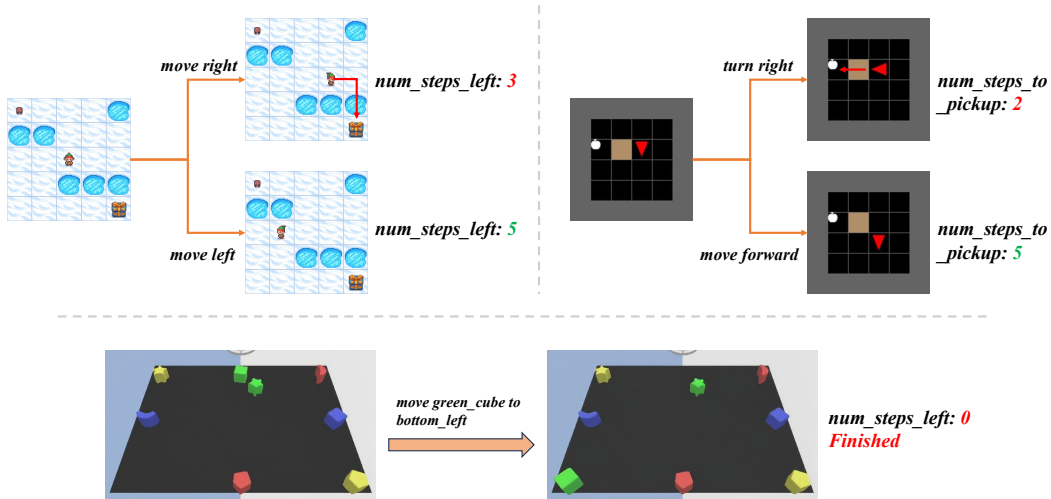 move right
num_steps_left: 3
move left
num_steps_left: 5
turn right
num_steps_to
_pickup: 2
move forward
num_steps_to
_pickup: 5
move green_cube to
bottom_left
num_steps_left: 0
Finished